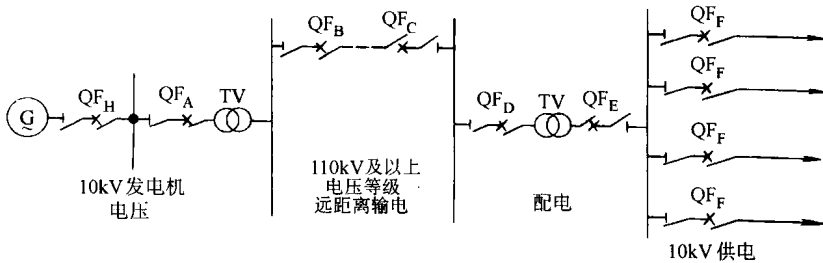 QF_B
QF_C
QF_F
QF_F
QF_H
QF_A
TV
QF_D
TV
QF_E
G
QF_F
QF_F
10kV发电机
电压
110kV及以上
电压等级
远距离输电
配电
10kV供电